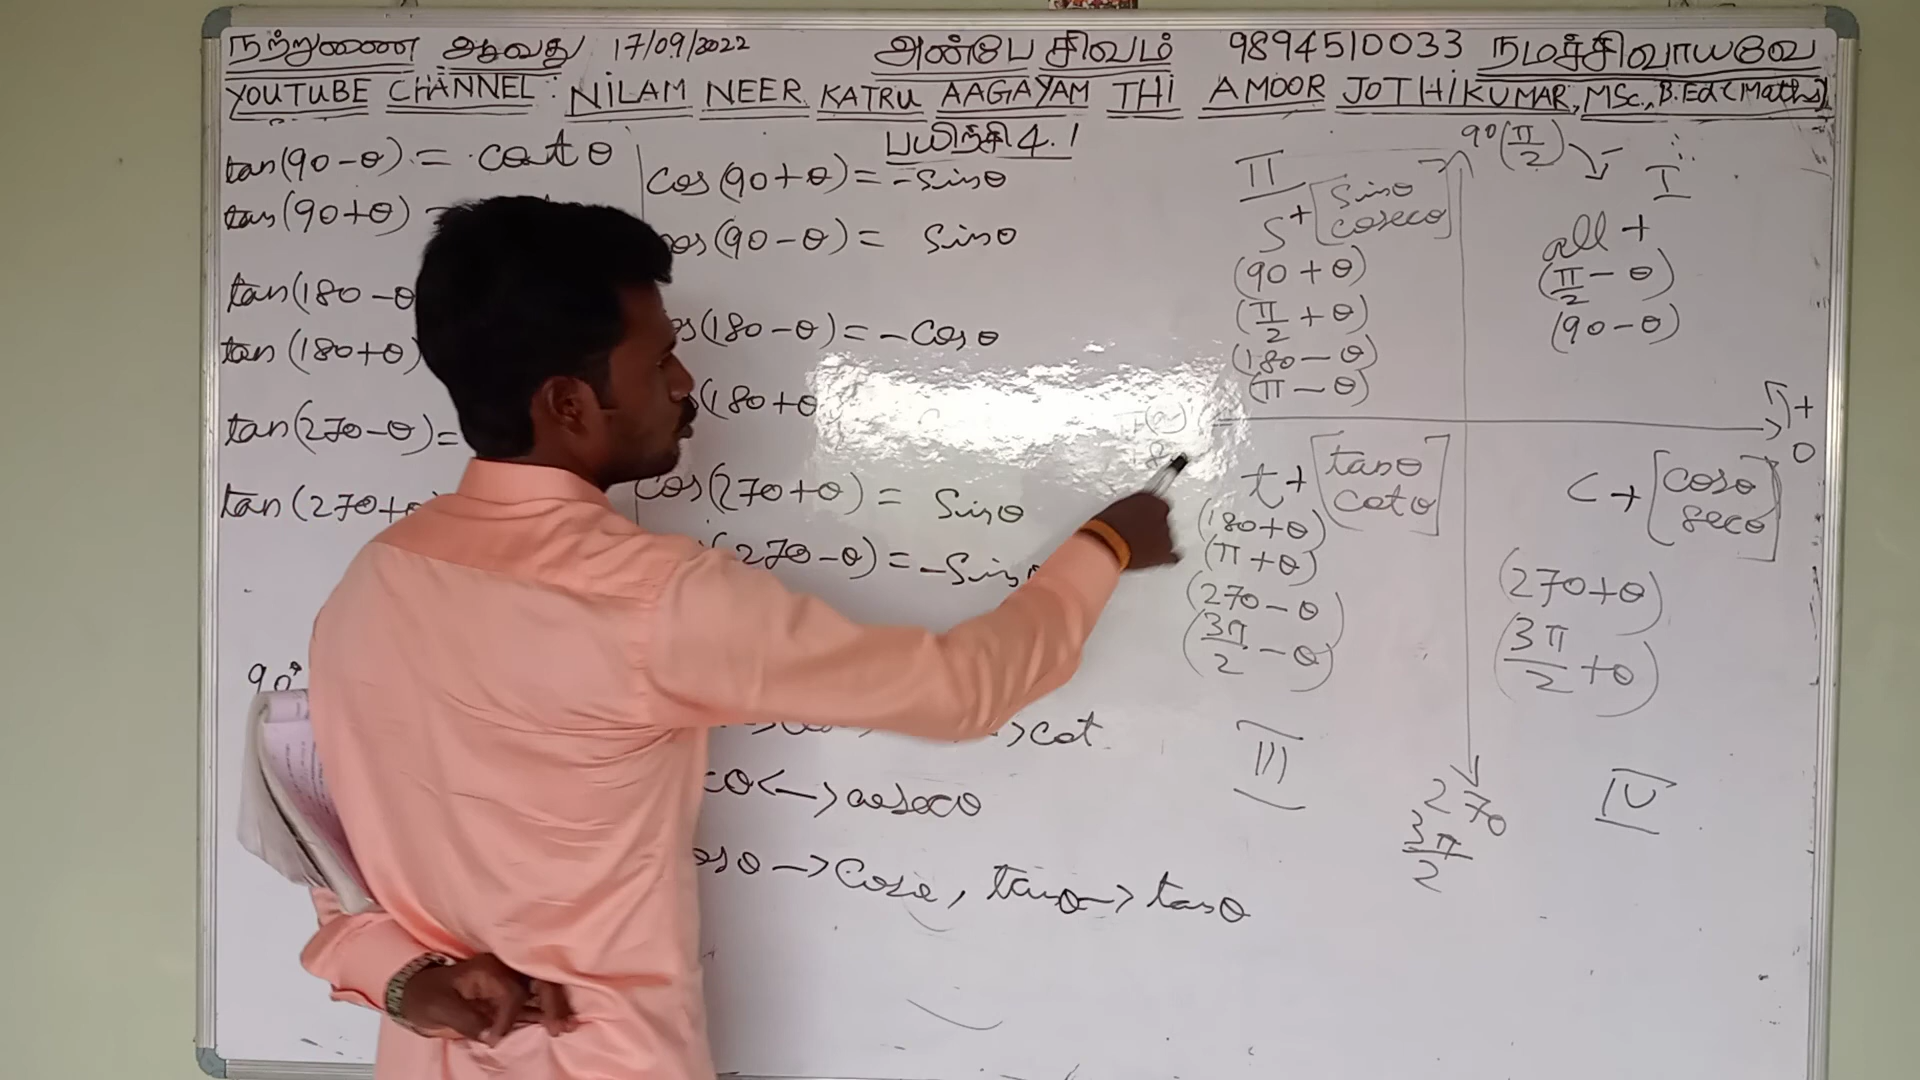 நற்றுணை ஆவது 17/09/2022 அன்பே சிவம் 9894510033 நமச்சிவாயவே
YOUTUBE CHANNEL : NILAM NEER KATRU AAGAYAM THI AMOOR JOTHIKUMAR, MSc., B.Ed (Maths)
பயிற்சி 4.1
tan(90-θ) = cot θ
tan(90+θ)
tan(180-θ
tan(180+θ)
tan(270-θ)=
tan(270+θ
90°
cos(90+θ)=-sinθ
cos(90-θ)= sinθ
(180-θ)=-cosθ
(180+θ
cos(270+θ) = sinθ
(270-θ)=-sin
->cot
<->cosecθ
θ->cosθ, tanθ->tanθ
II
S+ [sinθ
cosecθ]
(90+θ)
(π/2+θ)
(180-θ)
(π-θ)
90(π/2)
I
all +
(π/2-θ)
(90-θ)
+
0
t+ [tanθ
cotθ]
(180+θ)
(π+θ)
(270-θ)
(3π/2-θ)
III
270
3π/2
C+ [cosθ
secθ]
(270+θ)
(3π/2+θ)
IV